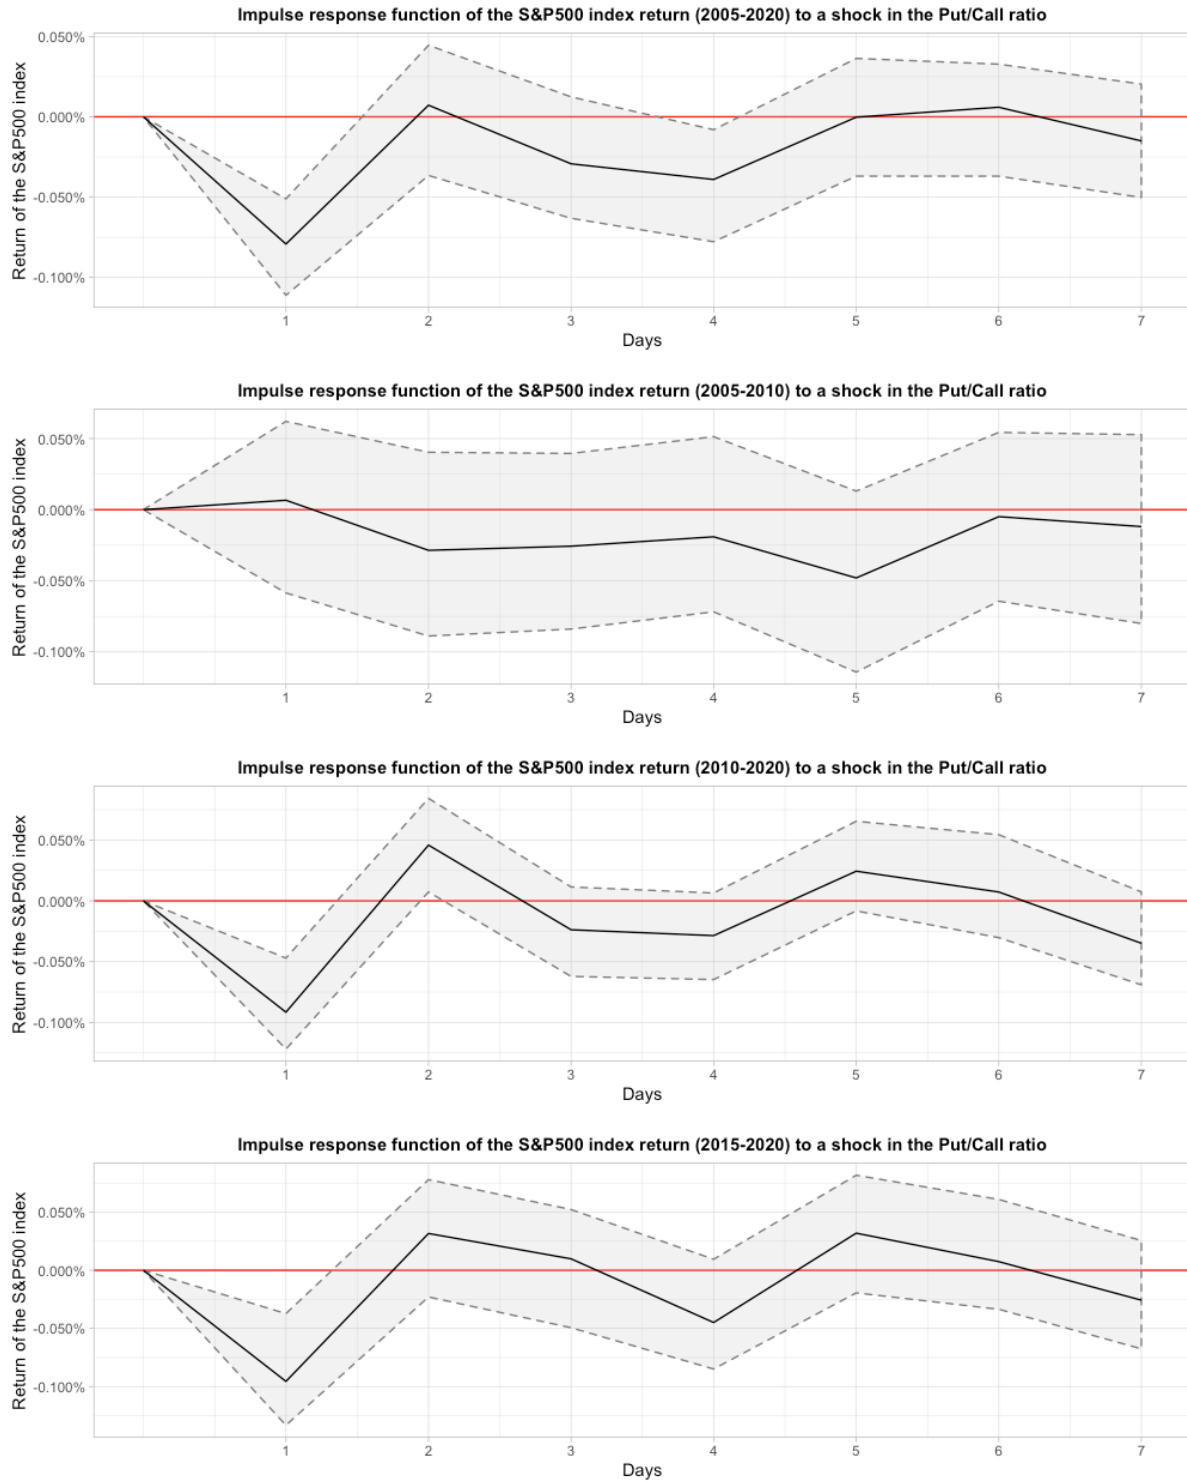 Impulse response function of the S&P500 index return (2005-2020) to a shock in the Put/Call ratio
Return of the S&P500 index
0.050%
0.000%
-0.050%
-0.100%
1 2 3 4 5 6 7
Days
Impulse response function of the S&P500 index return (2005-2010) to a shock in the Put/Call ratio
Return of the S&P500 index
0.050%
0.000%
-0.050%
-0.100%
1 2 3 4 5 6 7
Days
Impulse response function of the S&P500 index return (2010-2020) to a shock in the Put/Call ratio
Return of the S&P500 index
0.050%
0.000%
-0.050%
-0.100%
1 2 3 4 5 6 7
Days
Impulse response function of the S&P500 index return (2015-2020) to a shock in the Put/Call ratio
Return of the S&P500 index
0.050%
0.000%
-0.050%
-0.100%
1 2 3 4 5 6 7
Days